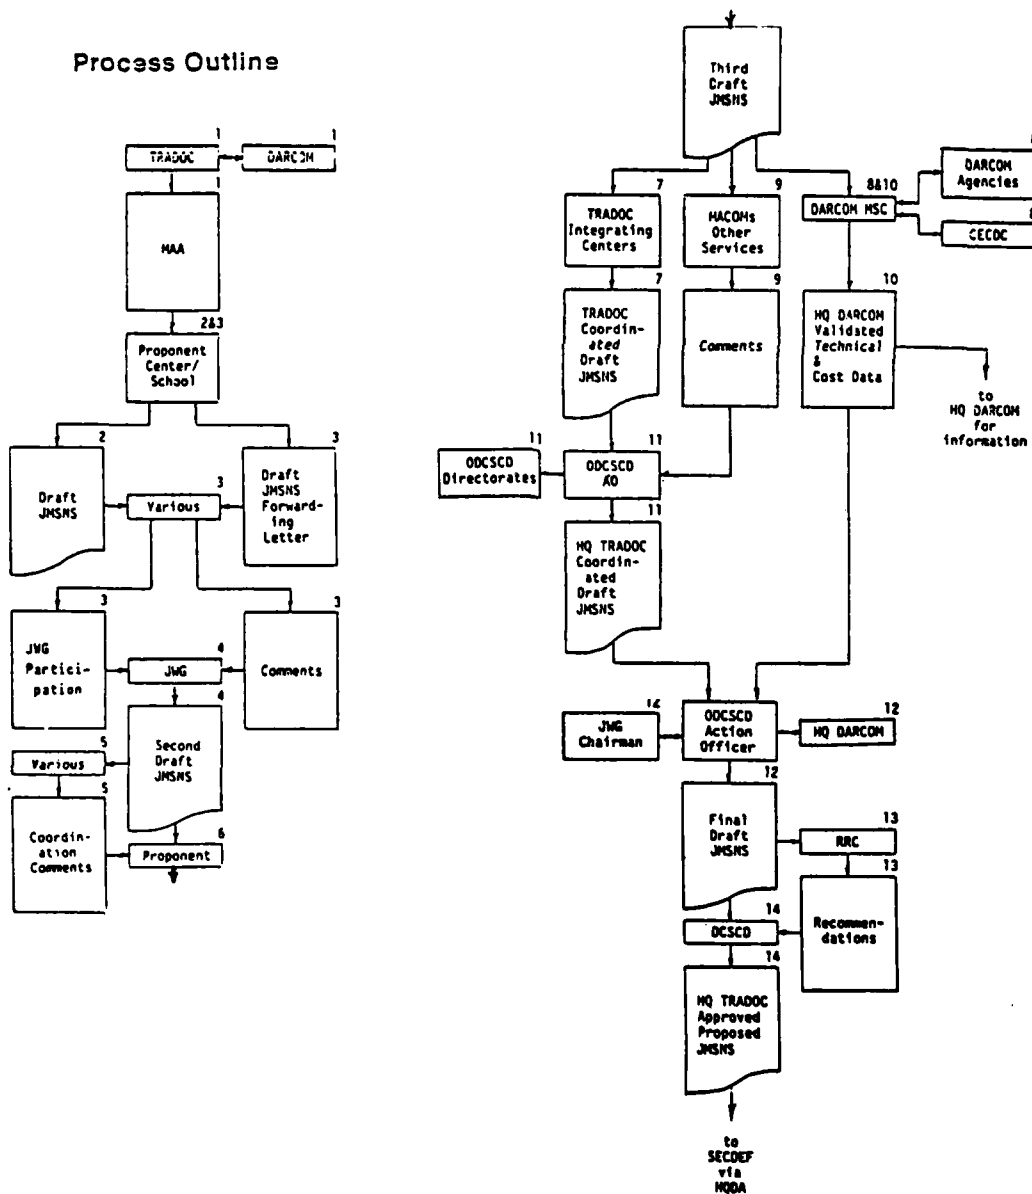 Process Outline
1
1
TRADOC
DARCOM
MAA
2&3
Proponent
Center/
School
2
3
Draft
JMSNS
3
Various
Draft
JMSNS
Forward-
ing
Letter
3
3
JWG
Partici-
pation
4
JWG
Comments
4
Second
Draft
JMSNS
5
Various
5
Coordin-
ation
Comments
6
Proponent
Third
Draft
JMSNS
7
TRADOC
Integrating
Centers
9
MACOMs
Other
Services
8&10
DARCOM MSC
DARCOM
Agencies
CECDC
7
TRADOC
Coordin-
ated
Draft
JMSNS
9
Comments
10
HQ DARCOM
Validated
Technical
&
Cost Data
to
HQ DARCOM
for
information
11
ODCSCD
Directorates
11
ODCSCD
AO
11
HQ TRADOC
Coordin-
ated
Draft
JMSNS
12
JWG
Chairman
ODCSCD
Action
Officer
12
HQ DARCOM
12
Final
Draft
JMSNS
13
RRC
13
Recommen-
dations
14
DCSCD
14
HQ TRADOC
Approved
Proposed
JMSNS
to
SECDEF
via
HQDA